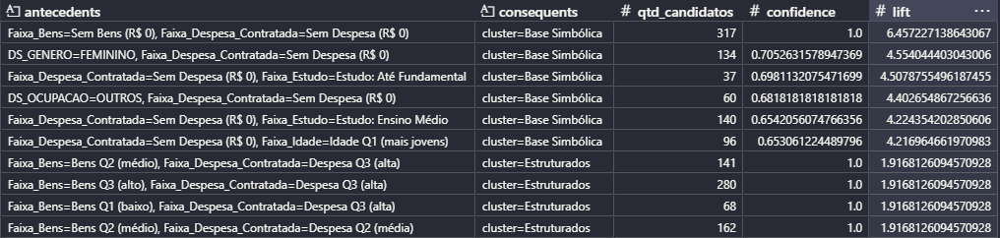 antecedents consequents # qtd_candidatos # confidence # lift ...
Faixa_Bens=Sem Bens (R$ 0), Faixa_Despesa_Contratada=Sem Despesa (R$ 0) cluster=Base Simbólica 317 1.0 6.457227138643067
DS_GENERO=FEMININO, Faixa_Despesa_Contratada=Sem Despesa (R$ 0) cluster=Base Simbólica 134 0.7052631578947369 4.554044403043006
Faixa_Despesa_Contratada=Sem Despesa (R$ 0), Faixa_Estudo=Estudo: Até Fundamental cluster=Base Simbólica 37 0.6981132075471699 4.5078755496187455
DS_OCUPACAO=OUTROS, Faixa_Despesa_Contratada=Sem Despesa (R$ 0) cluster=Base Simbólica 60 0.6818181818181818 4.402654867256636
Faixa_Despesa_Contratada=Sem Despesa (R$ 0), Faixa_Estudo=Estudo: Ensino Médio cluster=Base Simbólica 140 0.6542056074766356 4.224354202850606
Faixa_Despesa_Contratada=Sem Despesa (R$ 0), Faixa_Idade=Idade Q1 (mais jovens) cluster=Base Simbólica 96 0.653061224489796 4.216964661970983
Faixa_Bens=Bens Q2 (médio), Faixa_Despesa_Contratada=Despesa Q3 (alta) cluster=Estruturados 141 1.0 1.9168126094570928
Faixa_Bens=Bens Q3 (alto), Faixa_Despesa_Contratada=Despesa Q3 (alta) cluster=Estruturados 280 1.0 1.9168126094570928
Faixa_Bens=Bens Q1 (baixo), Faixa_Despesa_Contratada=Despesa Q3 (alta) cluster=Estruturados 68 1.0 1.9168126094570928
Faixa_Bens=Bens Q2 (médio), Faixa_Despesa_Contratada=Despesa Q2 (média) cluster=Estruturados 162 1.0 1.9168126094570928